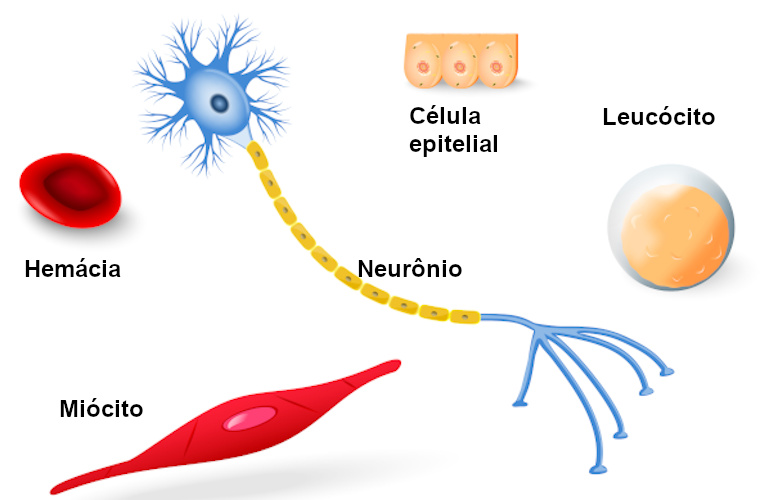 Célula
epitelial
Leucócito
Hemácia
Neurônio
Miócito